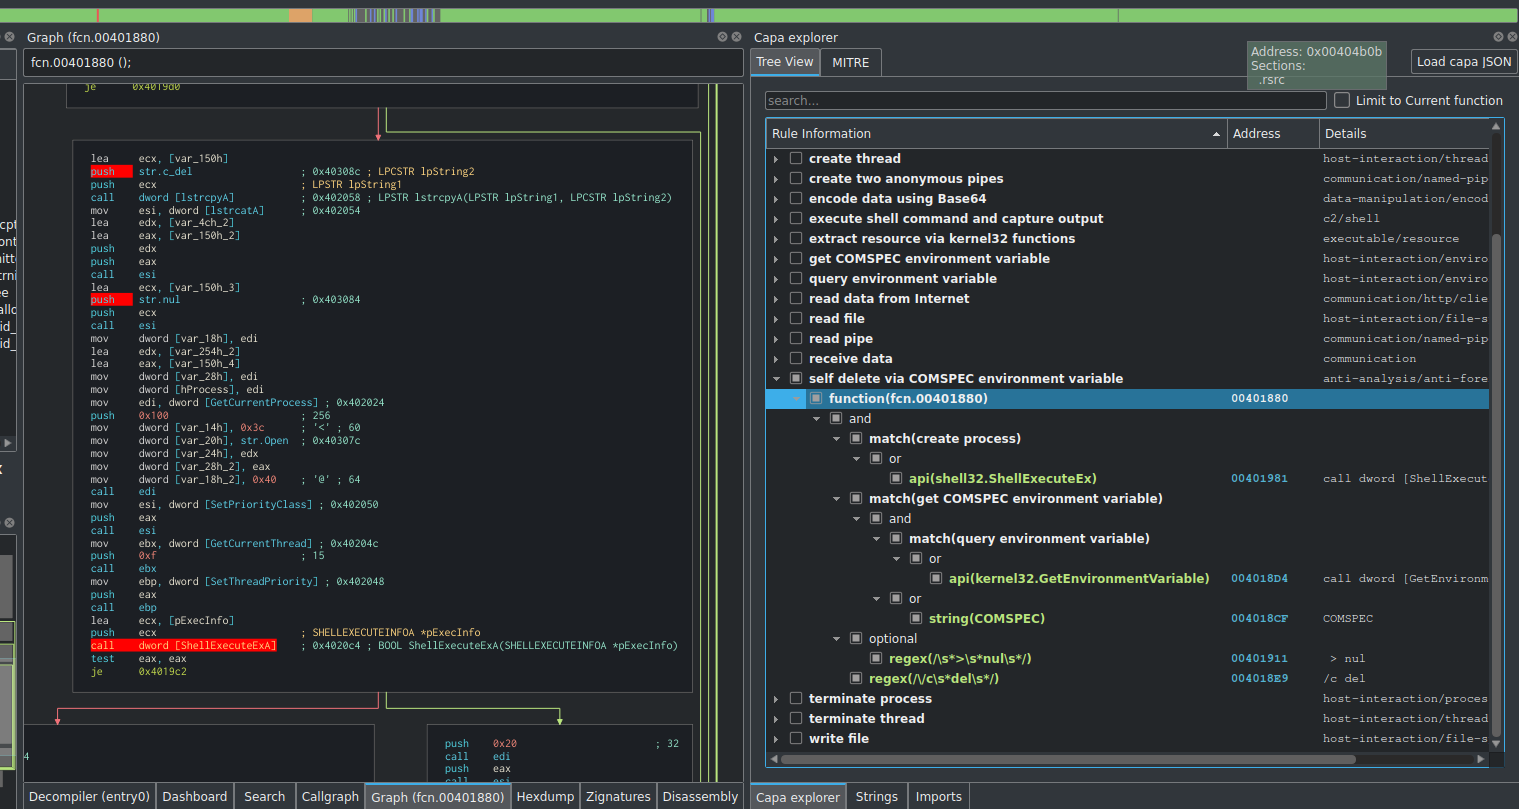 Graph (fcn.00401880)
fcn.00401880 ();
je 0x4019d0
lea ecx, [var_150h]
push str.c_del ; 0x40308c ; LPCSTR lpString2
push ecx ; LPSTR lpString1
call dword [lstrcpyA] ; 0x402058 ; LPSTR lstrcpyA(LPSTR lpString1, LPCSTR lpString2)
mov esi, dword [lstrcatA] ; 0x402054
lea edx, [var_4ch_2]
lea eax, [var_150h_2]
push edx
push eax
call esi
lea ecx, [var_150h_3]
push str.nul ; 0x403084
push ecx
call esi
mov dword [var_18h], edi
lea edx, [var_254h_2]
lea eax, [var_150h_4]
mov dword [var_28h], edi
mov dword [hProcess], edi
mov edi, dword [GetCurrentProcess] ; 0x402024
push 0x100 ; 256
mov dword [var_14h], 0x3c ; '<' ; 60
mov dword [var_20h], str.Open ; 0x40307c
mov dword [var_24h], edx
mov dword [var_28h_2], eax
mov dword [var_18h_2], 0x40 ; '@' ; 64
call edi
mov esi, dword [SetPriorityClass] ; 0x402050
push eax
call esi
mov ebx, dword [GetCurrentThread] ; 0x40204c
push 0xf ; 15
call ebx
mov ebp, dword [SetThreadPriority] ; 0x402048
push eax
call ebp
lea ecx, [pExecInfo]
push ecx ; SHELLEXECUTEINFOA *pExecInfo
call dword [ShellExecuteExA] ; 0x4020c4 ; BOOL ShellExecuteExA(SHELLEXECUTEINFOA *pExecInfo)
test eax, eax
je 0x4019c2
4
push 0x20 ; 32
call edi
push eax
call esi
Decompiler (entry0) Dashboard Search Callgraph Graph (fcn.00401880) Hexdump Zignatures Disassembly
Capa explorer
Tree View MITRE
Address: 0x00404b0b
Sections:
.rsrc
Load capa JSON
search...
Limit to Current function
Rule Information Address Details
create thread host-interaction/thread
create two anonymous pipes communication/named-pip
encode data using Base64 data-manipulation/encod
execute shell command and capture output c2/shell
extract resource via kernel32 functions executable/resource
get COMSPEC environment variable host-interaction/enviro
query environment variable host-interaction/enviro
read data from Internet communication/http/clie
read file host-interaction/file-s
read pipe communication/named-pip
receive data communication
self delete via COMSPEC environment variable anti-analysis/anti-fore
function(fcn.00401880) 00401880
and
match(create process)
or
api(shell32.ShellExecuteEx) 00401981 call dword [ShellExecut
match(get COMSPEC environment variable)
and
match(query environment variable)
or
api(kernel32.GetEnvironmentVariable) 004018D4 call dword [GetEnvironm
or
string(COMSPEC) 004018CF COMSPEC
optional
regex(/\s*>\s*nul\s*/) 00401911 > nul
regex(/\/c\s*del\s*/) 004018E9 /c del
terminate process host-interaction/proces
terminate thread host-interaction/thread
write file host-interaction/file-s
Capa explorer Strings Imports